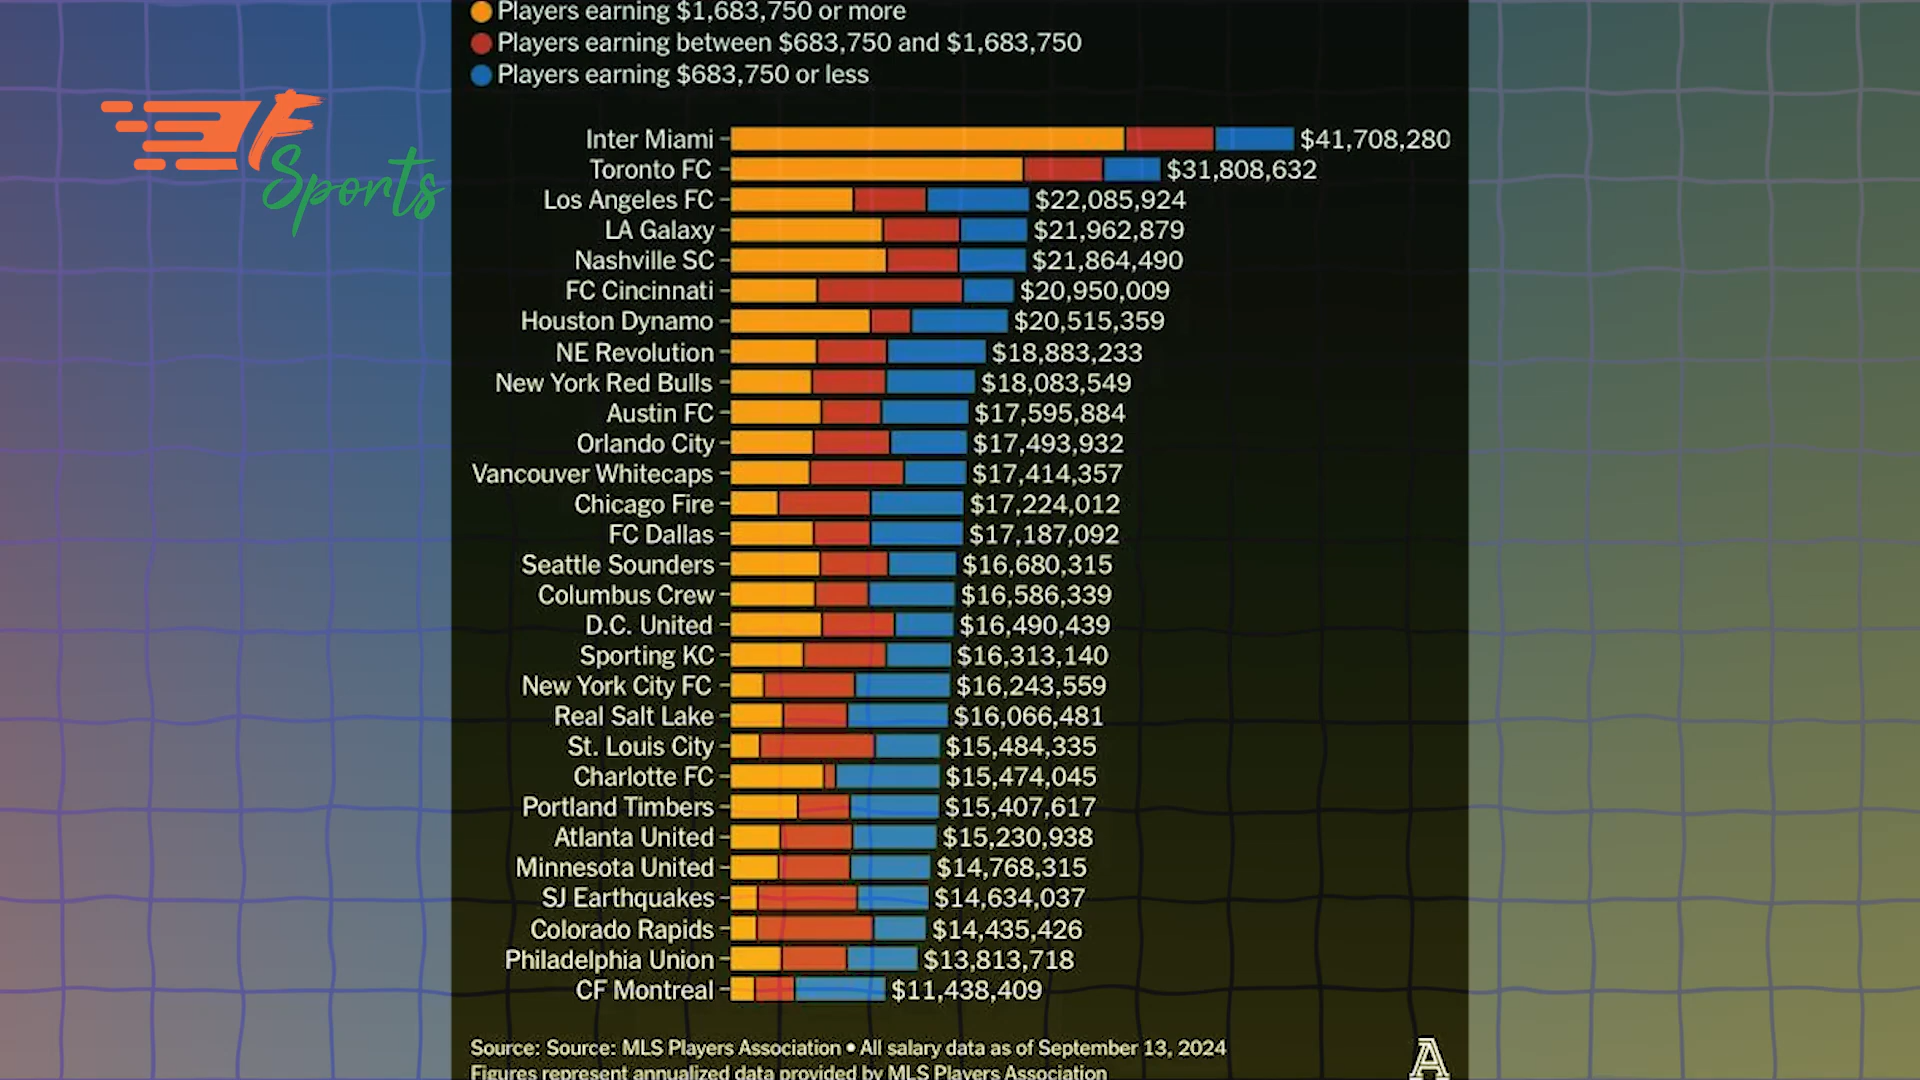 Players earning $1,683,750 or more
Players earning between $683,750 and $1,683,750
Players earning $683,750 or less
F
Sports
Inter Miami $41,708,280
Toronto FC $31,808,632
Los Angeles FC $22,085,924
LA Galaxy $21,962,879
Nashville SC $21,864,490
FC Cincinnati $20,950,009
Houston Dynamo $20,515,359
NE Revolution $18,883,233
New York Red Bulls $18,083,549
Austin FC $17,595,884
Orlando City $17,493,932
Vancouver Whitecaps $17,414,357
Chicago Fire $17,224,012
FC Dallas $17,187,092
Seattle Sounders $16,680,315
Columbus Crew $16,586,339
D.C. United $16,490,439
Sporting KC $16,313,140
New York City FC $16,243,559
Real Salt Lake $16,066,481
St. Louis City $15,484,335
Charlotte FC $15,474,045
Portland Timbers $15,407,617
Atlanta United $15,230,938
Minnesota United $14,768,315
SJ Earthquakes $14,634,037
Colorado Rapids $14,435,426
Philadelphia Union $13,813,718
CF Montreal $11,438,409
Source: Source: MLS Players Association • All salary data as of September 13, 2024
Figures represent annualized data provided by MLS Players Association
A